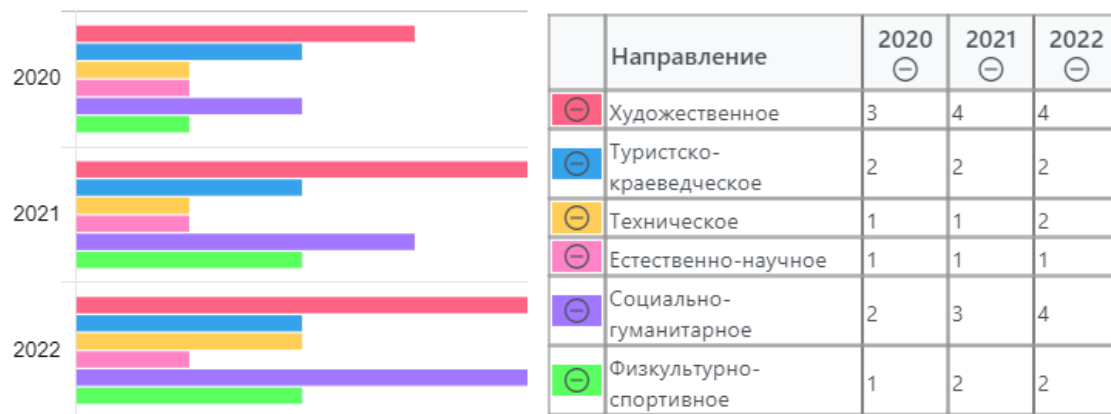 2020
2021
2022
Направление 2020 2021 2022
Художественное 3 4 4
Туристско-
краеведческое 2 2 2
Техническое 1 1 2
Естественно-научное 1 1 1
Социально-
гуманитарное 2 3 4
Физкультурно-
спортивное 1 2 2